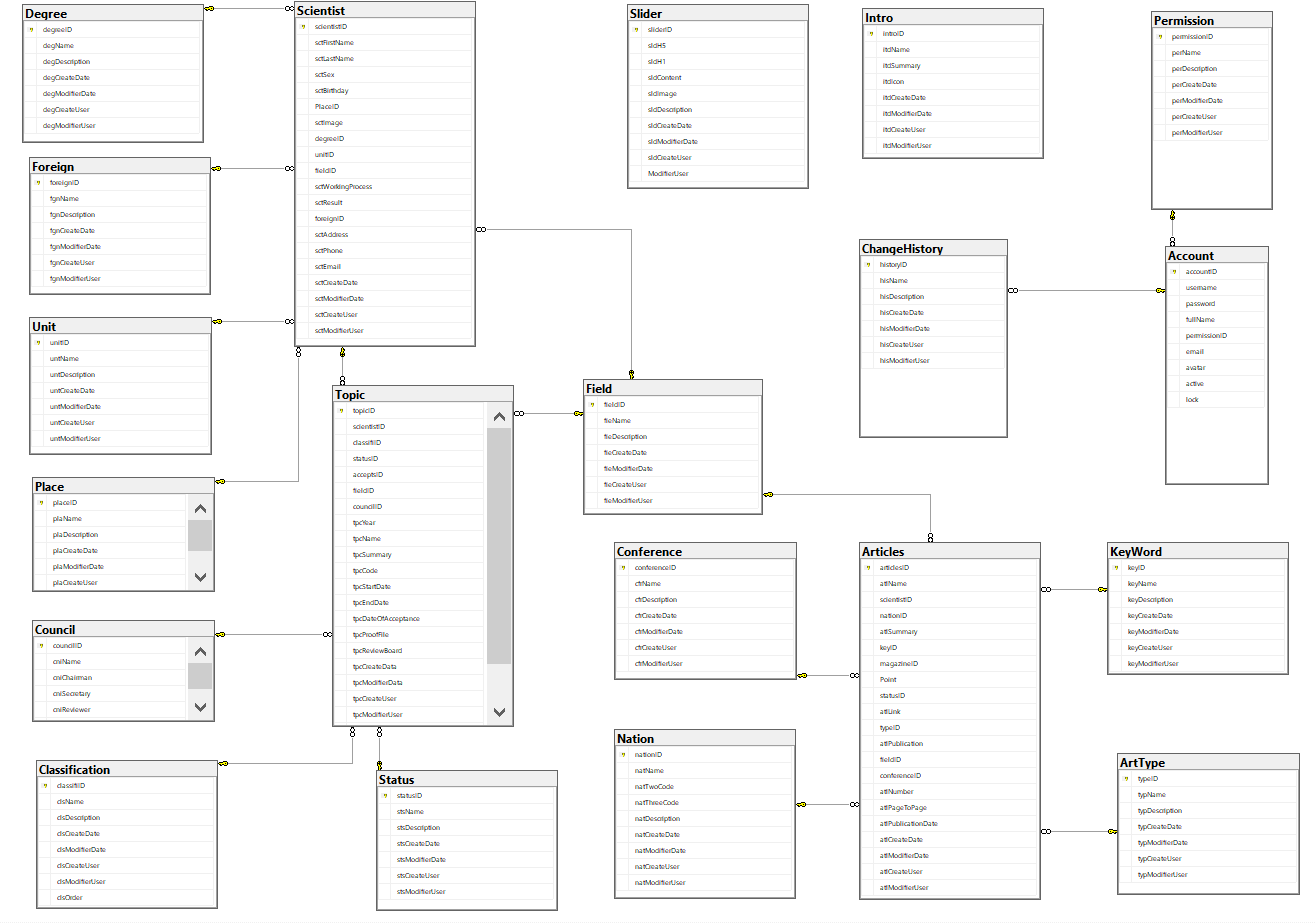 Degree
degreeID
degName
degDescription
degCreateDate
degModifierDate
degCreateUser
degModifierUser
Foreign
foreignID
fgnName
fgnDescription
fgnCreateDate
fgnModifierDate
fgnCreateUser
fgnModifierUser
Unit
unitID
untName
untDescription
untCreateDate
untModifierDate
untCreateUser
untModifierUser
Place
placeID
plaName
plaDescription
plaCreateDate
plaModifierDate
plaCreateUser
Council
councilID
cniName
cniChairman
cniSecretary
cniReviewer
Classification
classifiID
clsName
clsDescription
clsCreateDate
clsModifierDate
clsCreateUser
clsModifierUser
clsOrder
Scientist
scientistID
sctFirstName
sctLastName
sctSex
sctBirthday
PlaceID
sctImage
degreeID
unitID
fieldID
sctWorkingProcess
sctResult
foreignID
sctAddress
sctPhone
sctEmail
sctCreateDate
sctModifierDate
sctCreateUser
sctModifierUser
Topic
topicID
scientistID
classifiID
statusID
acceptsID
fieldID
councilID
tpcYear
tpcName
tpcSummary
tpcCode
tpcStartDate
tpcEndDate
tpcDateOfAcceptance
tpcProofFile
tpcReviewBoard
tpcCreateData
tpcModifierData
tpcCreateUser
tpcModifierUser
Status
statusID
stsName
stsDescription
stsCreateDate
stsModifierDate
stsCreateUser
stsModifierUser
Slider
sliderID
sldH5
sldH1
sldContent
sldImage
sldDescription
sldCreateDate
sldModifierDate
sldCreateUser
ModifierUser
Field
fieldID
fieName
fieDescription
fieCreateDate
fieModifierDate
fieCreateUser
fieModifierUser
Conference
conferenceID
cfrName
cfrDescription
cfrCreateDate
cfrModifierDate
cfrCreateUser
cfrModifierUser
Nation
nationID
natName
natTwoCode
natThreeCode
natDescription
natCreateDate
natModifierDate
natCreateUser
natModifierUser
Intro
introID
itdName
itdSummary
itdIcon
itdCreateDate
itdModifierDate
itdCreateUser
itdModifierUser
ChangeHistory
historyID
hisName
hisDescription
hisCreateDate
hisModifierDate
hisCreateUser
hisModifierUser
Articles
articlesID
atlName
scientistID
nationID
atlSummary
keyID
magazineID
Point
statusID
atlLink
typeID
atlPublication
fieldID
conferenceID
atlNumber
atlPageToPage
atlPublicationDate
atlCreateDate
atlModifierDate
atlCreateUser
atlModifierUser
Permission
permissionID
perName
perDescription
perCreateDate
perModifierDate
perCreateUser
perModifierUser
Account
accountID
username
password
fullName
permissionID
email
avatar
active
lock
KeyWord
keyID
keyName
keyDescription
keyCreateDate
keyModifierDate
keyCreateUser
keyModifierUser
ArtType
typeID
typName
typDescription
typCreateDate
typModifierDate
typCreateUser
typModifierUser